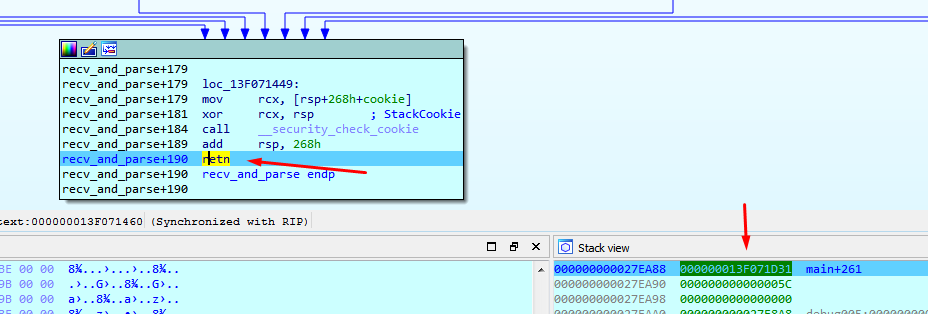 recv_and_parse+179
recv_and_parse+179 loc_13F071449:
recv_and_parse+179 mov rcx, [rsp+268h+cookie]
recv_and_parse+181 xor rcx, rsp ; StackCookie
recv_and_parse+184 call __security_check_cookie
recv_and_parse+189 add rsp, 268h
recv_and_parse+190 retn
recv_and_parse+190 recv_and_parse endp
recv_and_parse+190
text:000000013F071460 (Synchronized with RIP)
Stack view
BE 00 00 8¾...›...›..8¾..
9B 00 00 .›..G›..8¾..G›..
9B 00 00 a›..8¾..a›..z›..
000000000027EA88 000000013F071D31 main+261
000000000027EA90 000000000000005C
000000000027EA98 0000000000000000